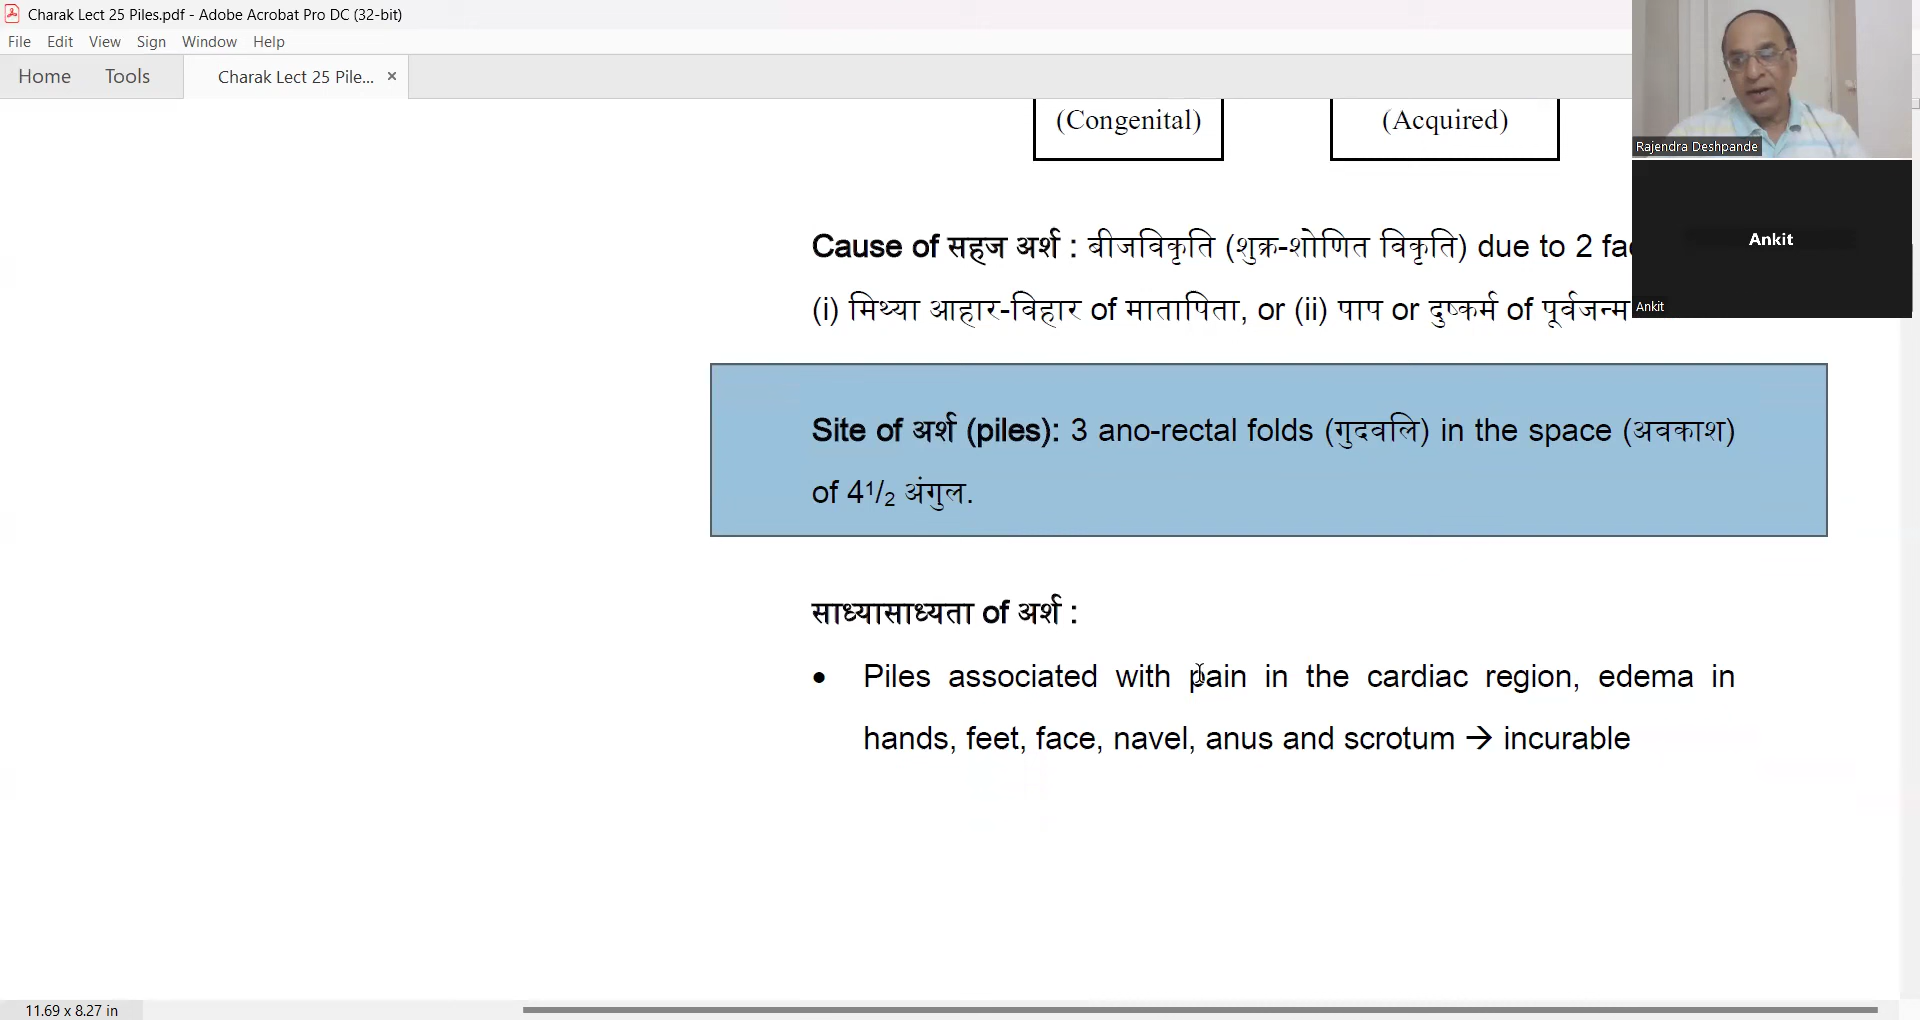 Charak Lect 25 Piles.pdf - Adobe Acrobat Pro DC (32-bit)
File Edit View Sign Window Help
Home Tools Charak Lect 25 Pile... ×
(Congenital) (Acquired)
Rajendra Deshpande
Ankit
Ankit
Cause of सहज अर्श : बीजविकृति (शुक्र-शोणित विकृति) due to 2
(i) मिथ्या आहार-विहार of मातापिता, or (ii) पाप or दुष्कर्म of पूर्वजन्म
Site of अर्श (piles): 3 ano-rectal folds (गुदवलि) in the space (अवकाश)
of 4¹/₂ अंगुल.
साध्यासाध्यता of अर्श :
• Piles associated with pain in the cardiac region, edema in
hands, feet, face, navel, anus and scrotum → incurable
11.69 x 8.27 in